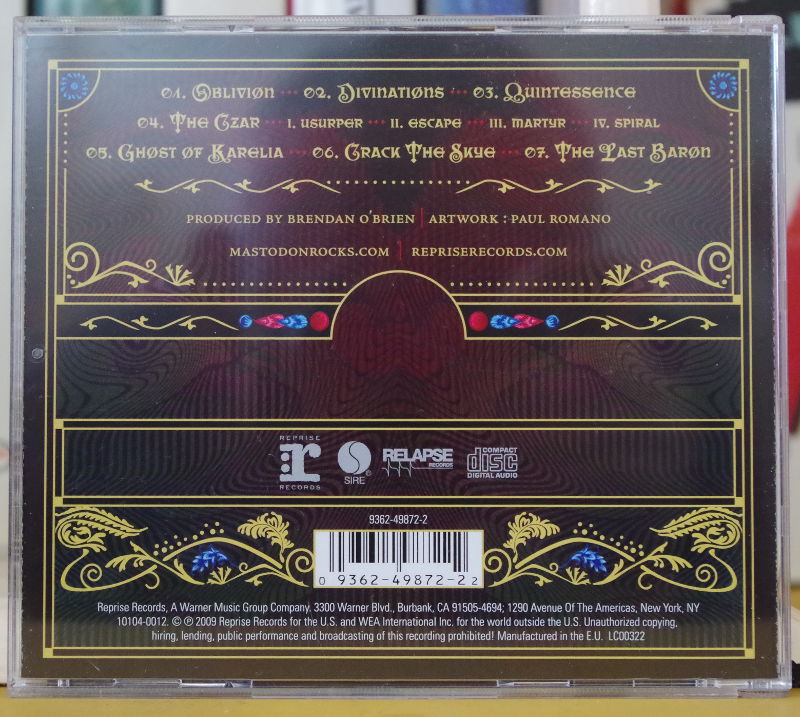 01. Oblivion ··· 02. Divinations ··· 03. Quintessence
04. The Czar ··· I. USURPER ··· II. ESCAPE ··· III. MARTYR ··· IV. SPIRAL
05. Ghost of Karelia ··· 06. Crack The Skye ··· 07. The Last Baron
PRODUCED BY BRENDAN O'BRIEN | ARTWORK : PAUL ROMANO
MASTODONROCKS.COM | REPRISERECORDS.COM
REPRISE
r
RECORDS
SIRE®
RELAPSE
RECORDS
COMPACT
disc
DIGITAL AUDIO
9362-49872-2
0 9362-49872-2 2
Reprise Records, A Warner Music Group Company. 3300 Warner Blvd., Burbank, CA 91505-4694; 1290 Avenue Of The Americas, New York, NY
10104-0012. © ℗ 2009 Reprise Records for the U.S. and WEA International Inc. for the world outside the U.S. Unauthorized copying,
hiring, lending, public performance and broadcasting of this recording prohibited! Manufactured in the E.U. LC00322